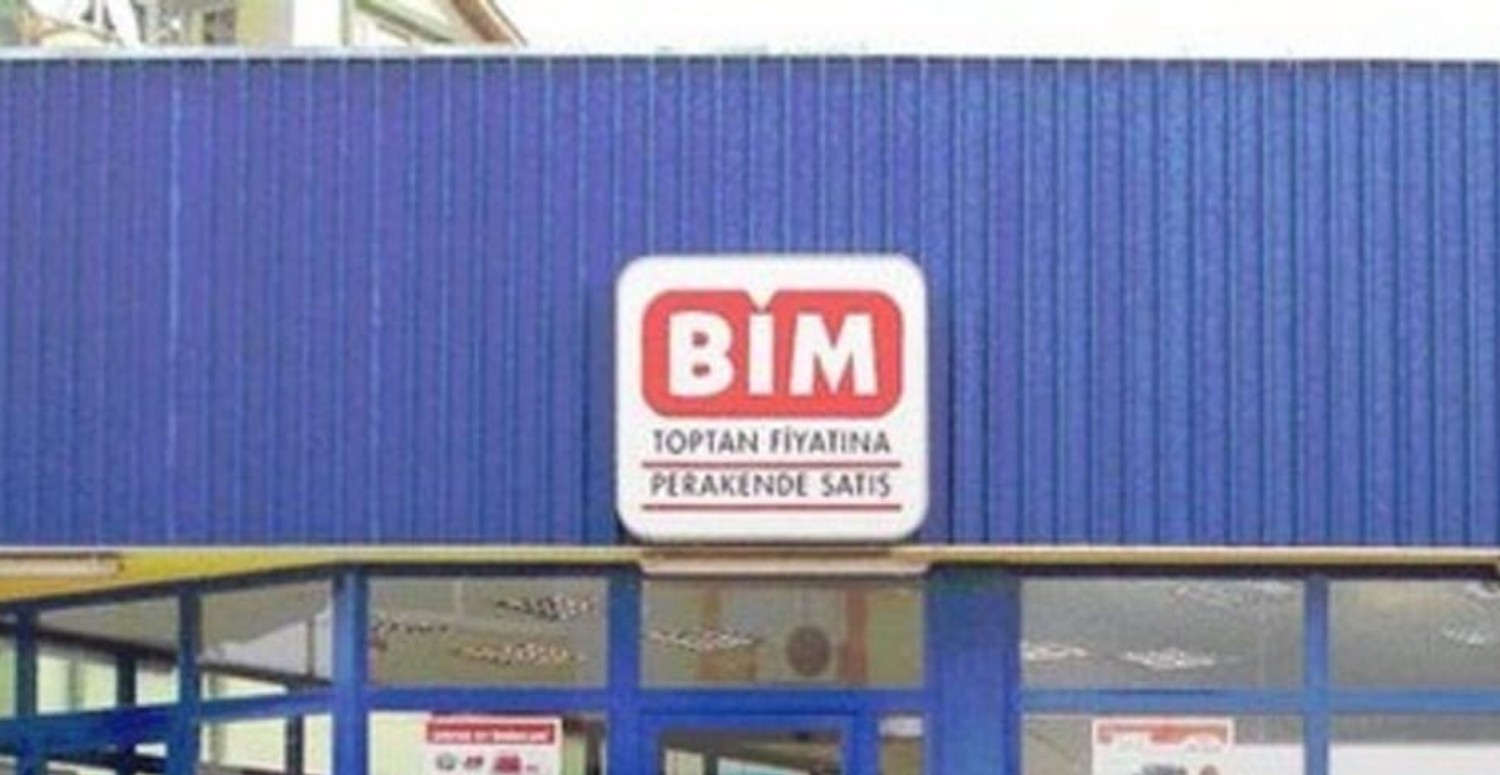 BİM
TOPTAN FİYATINA
PERAKENDE SATIŞ